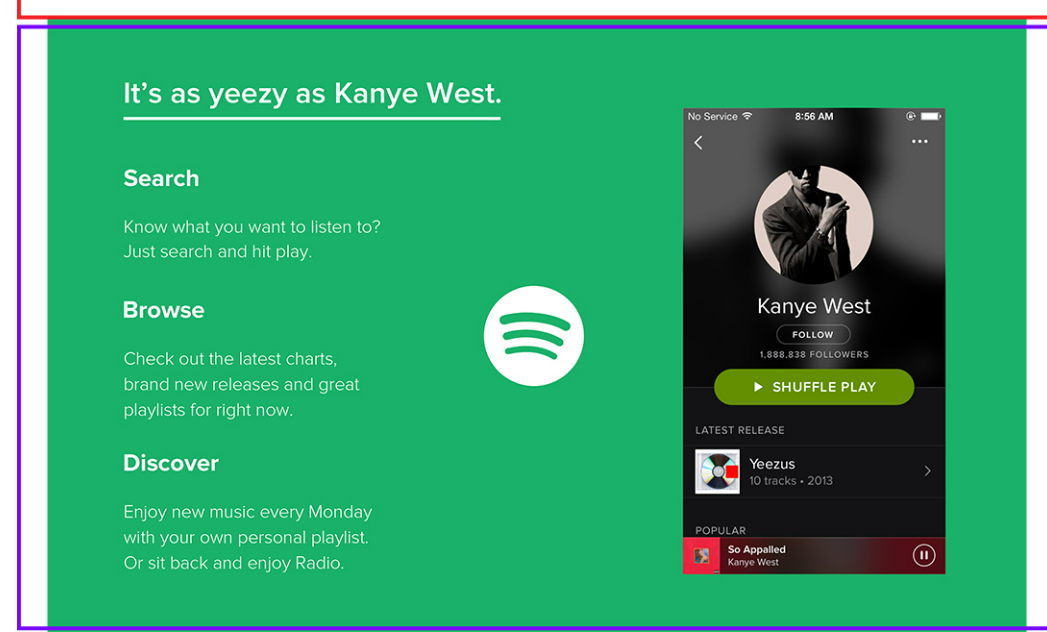 It's as yeezy as Kanye West.
Search
Know what you want to listen to?
Just search and hit play.
Browse
Check out the latest charts,
brand new releases and great
playlists for right now.
Discover
Enjoy new music every Monday
with your own personal playlist.
Or sit back and enjoy Radio.
No Service 8:56 AM
Kanye West
FOLLOW
1,888,838 FOLLOWERS
SHUFFLE PLAY
LATEST RELEASE
Yeezus
10 tracks • 2013
POPULAR
So Appalled
Kanye West